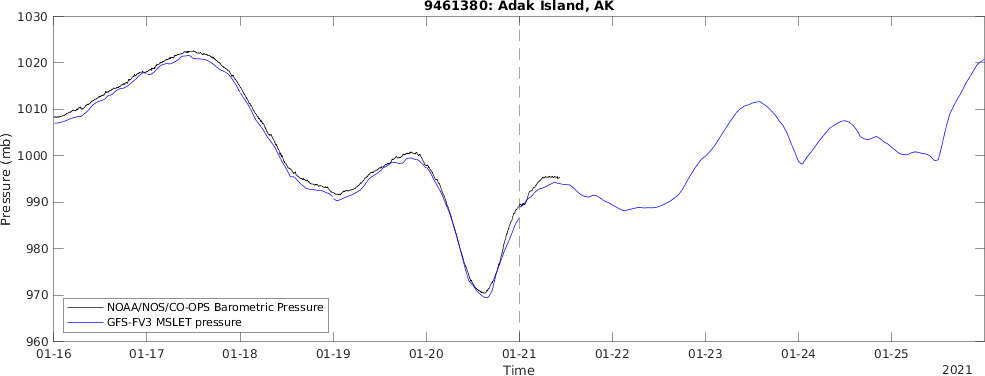 9461380: Adak Island, AK
1030
1020
1010
1000
990
980
970
960
Pressure (mb)
NOAA/NOS/CO-OPS Barometric Pressure
GFS-FV3 MSLET pressure
01-16 01-17 01-18 01-19 01-20 01-21 01-22 01-23 01-24 01-25
Time
2021